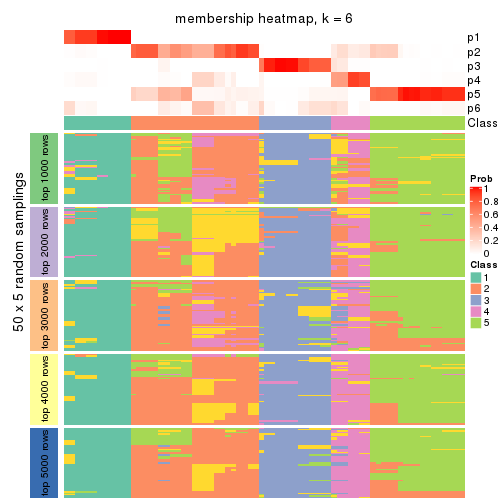 membership heatmap, k = 6
p1
p2
p3
p4
p5
p6
Class
50 x 5 random samplings
top 1000 rows
top 2000 rows
top 3000 rows
top 4000 rows
top 5000 rows
Prob
1
0.8
0.6
0.4
0.2
0
Class
1
2
3
4
5